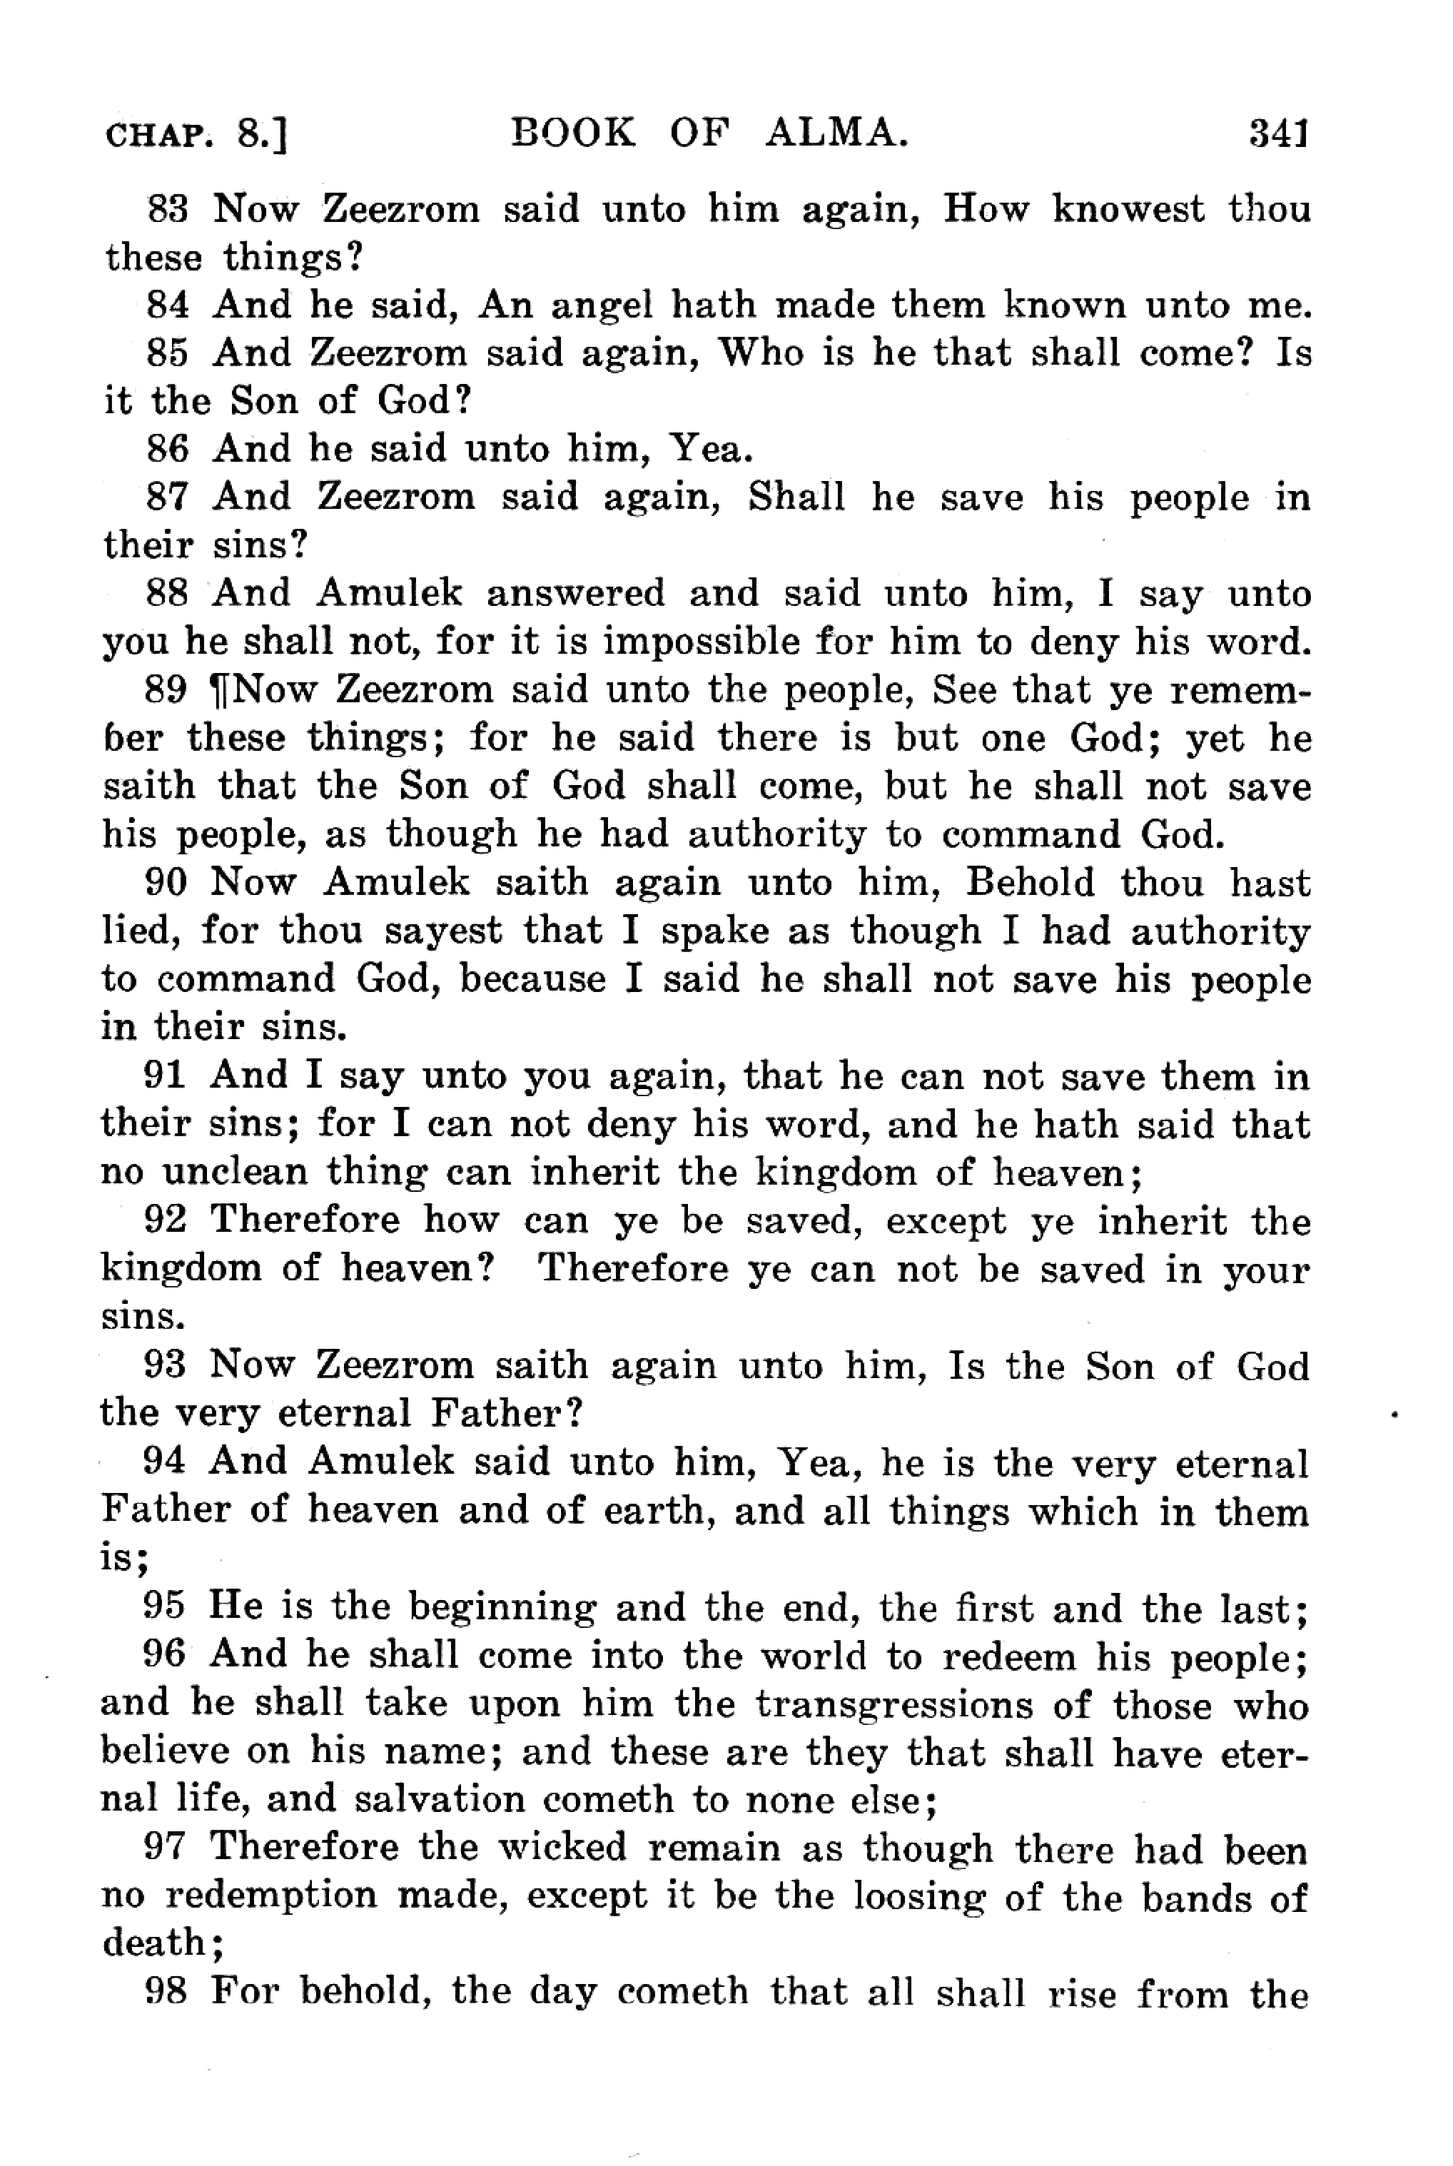 CHAP. 8.] BOOK OF ALMA. 341
83 Now Zeezrom said unto him again, How knowest thou
these things?
84 And he said, An angel hath made them known unto me.
85 And Zeezrom said again, Who is he that shall come? Is
it the Son of God?
86 And he said unto him, Yea.
87 And Zeezrom said again, Shall he save his people in
their sins?
88 And Amulek answered and said unto him, I say unto
you he shall not, for it is impossible for him to deny his word.
89 ¶Now Zeezrom said unto the people, See that ye remem-
ber these things; for he said there is but one God; yet he
saith that the Son of God shall come, but he shall not save
his people, as though he had authority to command God.
90 Now Amulek saith again unto him, Behold thou hast
lied, for thou sayest that I spake as though I had authority
to command God, because I said he shall not save his people
in their sins.
91 And I say unto you again, that he can not save them in
their sins; for I can not deny his word, and he hath said that
no unclean thing can inherit the kingdom of heaven;
92 Therefore how can ye be saved, except ye inherit the
kingdom of heaven? Therefore ye can not be saved in your
sins.
93 Now Zeezrom saith again unto him, Is the Son of God
the very eternal Father?
94 And Amulek said unto him, Yea, he is the very eternal
Father of heaven and of earth, and all things which in them
is;
95 He is the beginning and the end, the first and the last;
96 And he shall come into the world to redeem his people;
and he shall take upon him the transgressions of those who
believe on his name; and these are they that shall have eter-
nal life, and salvation cometh to none else;
97 Therefore the wicked remain as though there had been
no redemption made, except it be the loosing of the bands of
death;
98 For behold, the day cometh that all shall rise from the